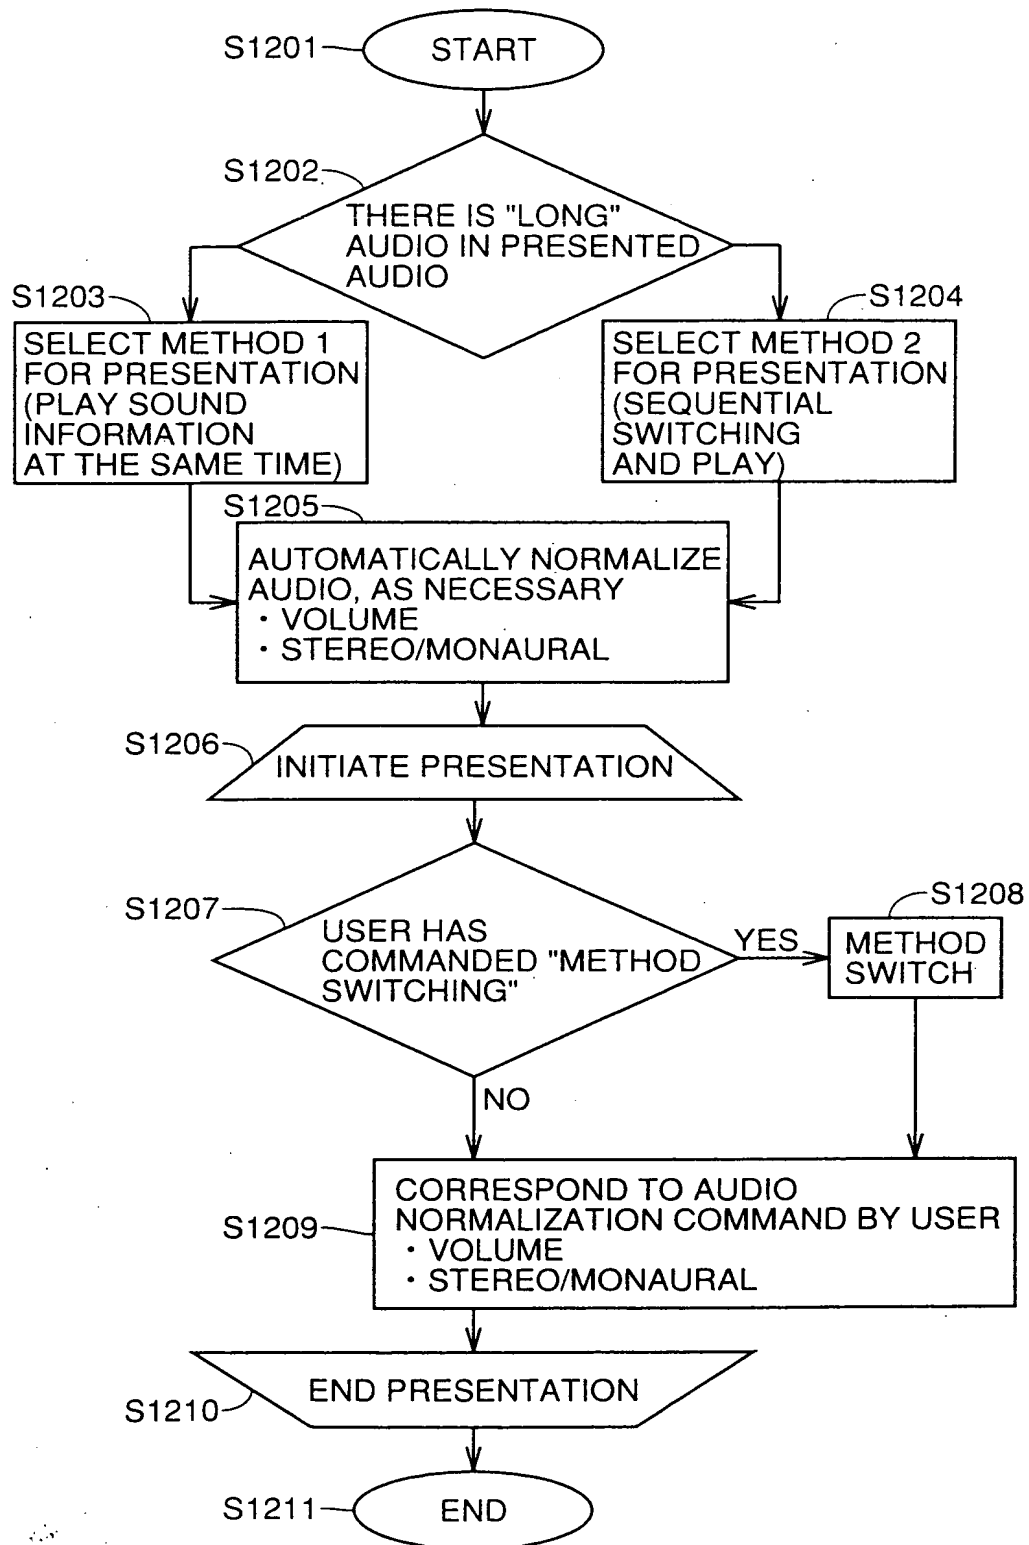 S1201
START
S1202
THERE IS "LONG"
AUDIO IN PRESENTED
AUDIO
S1203
SELECT METHOD 1
FOR PRESENTATION
(PLAY SOUND
INFORMATION
AT THE SAME TIME)
S1204
SELECT METHOD 2
FOR PRESENTATION
(SEQUENTIAL
SWITCHING
AND PLAY)
S1205
AUTOMATICALLY NORMALIZE
AUDIO, AS NECESSARY
・VOLUME
・STEREO/MONAURAL
S1206
INITIATE PRESENTATION
S1207
USER HAS
COMMANDED "METHOD
SWITCHING"
YES
S1208
METHOD
SWITCH
NO
S1209
CORRESPOND TO AUDIO
NORMALIZATION COMMAND BY USER
・VOLUME
・STEREO/MONAURAL
S1210
END PRESENTATION
S1211
END